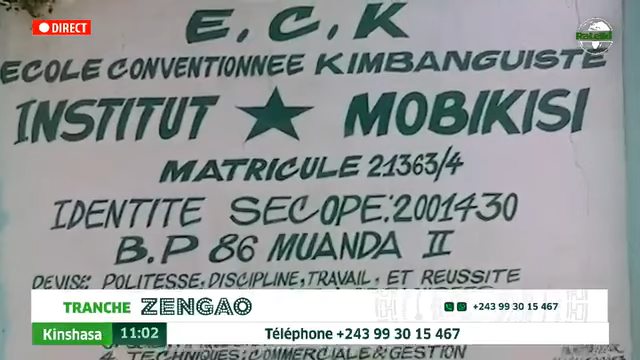 DIRECT
RaLedi
E.C.K
ECOLE CONVENTIONNEE KIMBANGUISTE
INSTITUT ★ MOBIKISI
MATRICULE 21363/4
IDENTITE SECOPE:2001430
B.P 86 MUANDA II
DEVISE: POLITESSE, DISCIPLINE, TRAVAIL, ET REUSSITE
TRANCHE ZENGAO
+243 99 30 15 467
Kinshasa 11:02 Téléphone +243 99 30 15 467
4. TECHNIQUES: COMMERCIALE & GESTION